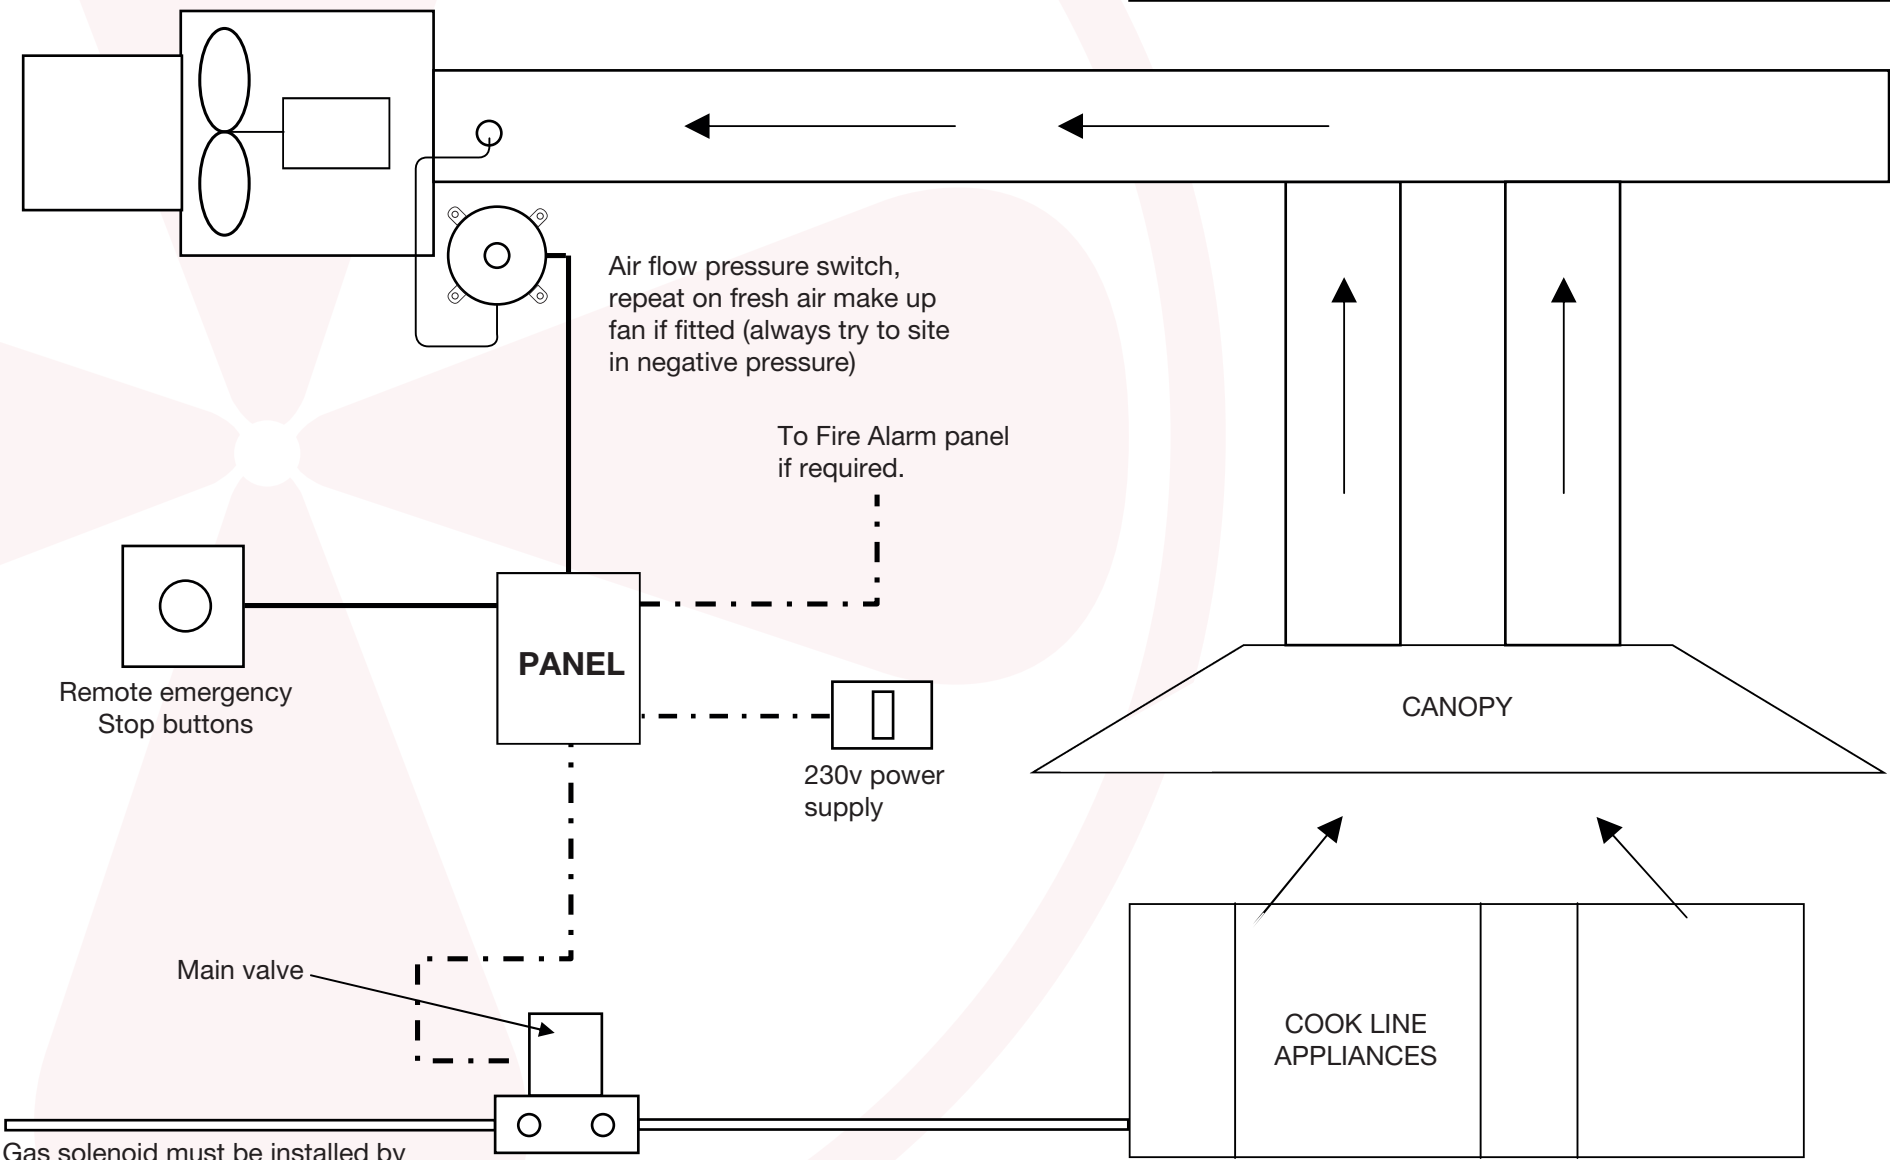 Air flow pressure switch,
repeat on fresh air make up
fan if fitted (always try to site
in negative pressure)
To Fire Alarm panel
if required.
PANEL
Remote emergency
Stop buttons
CANOPY
230v power
supply
Main valve
COOK LINE
APPLIANCES
Gas solenoid must be installed by